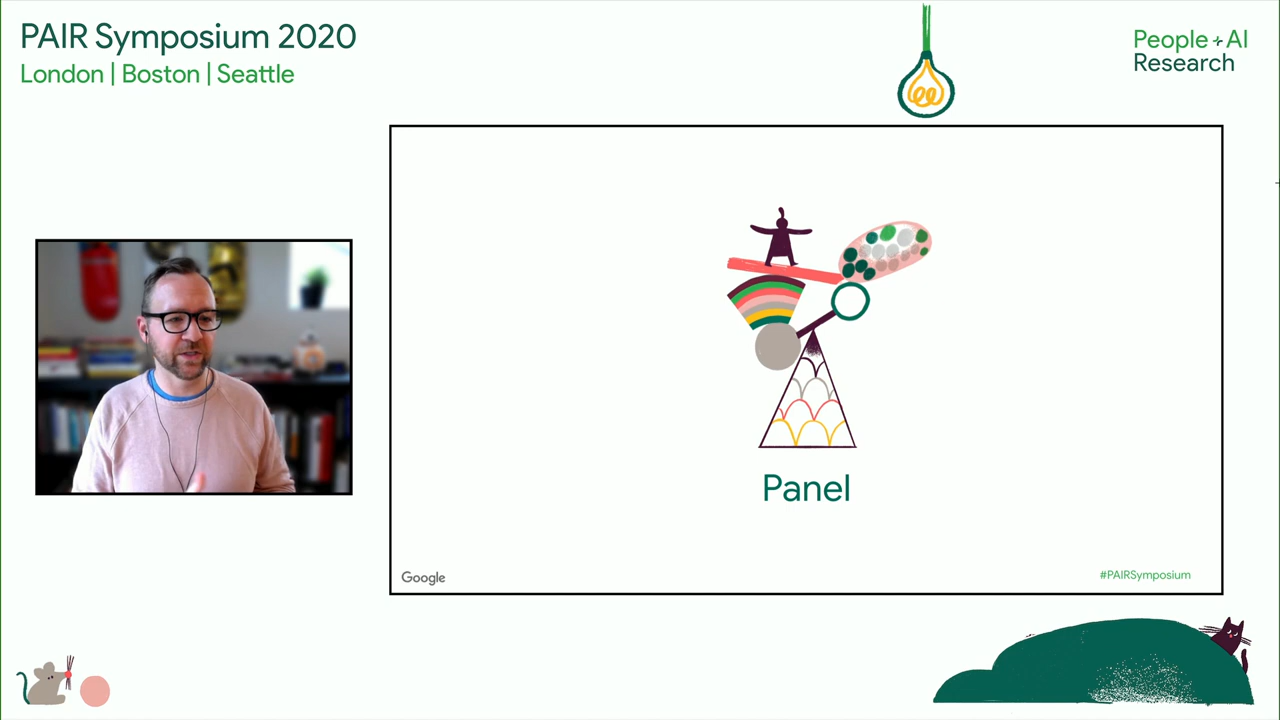 PAIR Symposium 2020
London | Boston | Seattle
People + AI
Research
Panel
Google
#PAIRSymposium